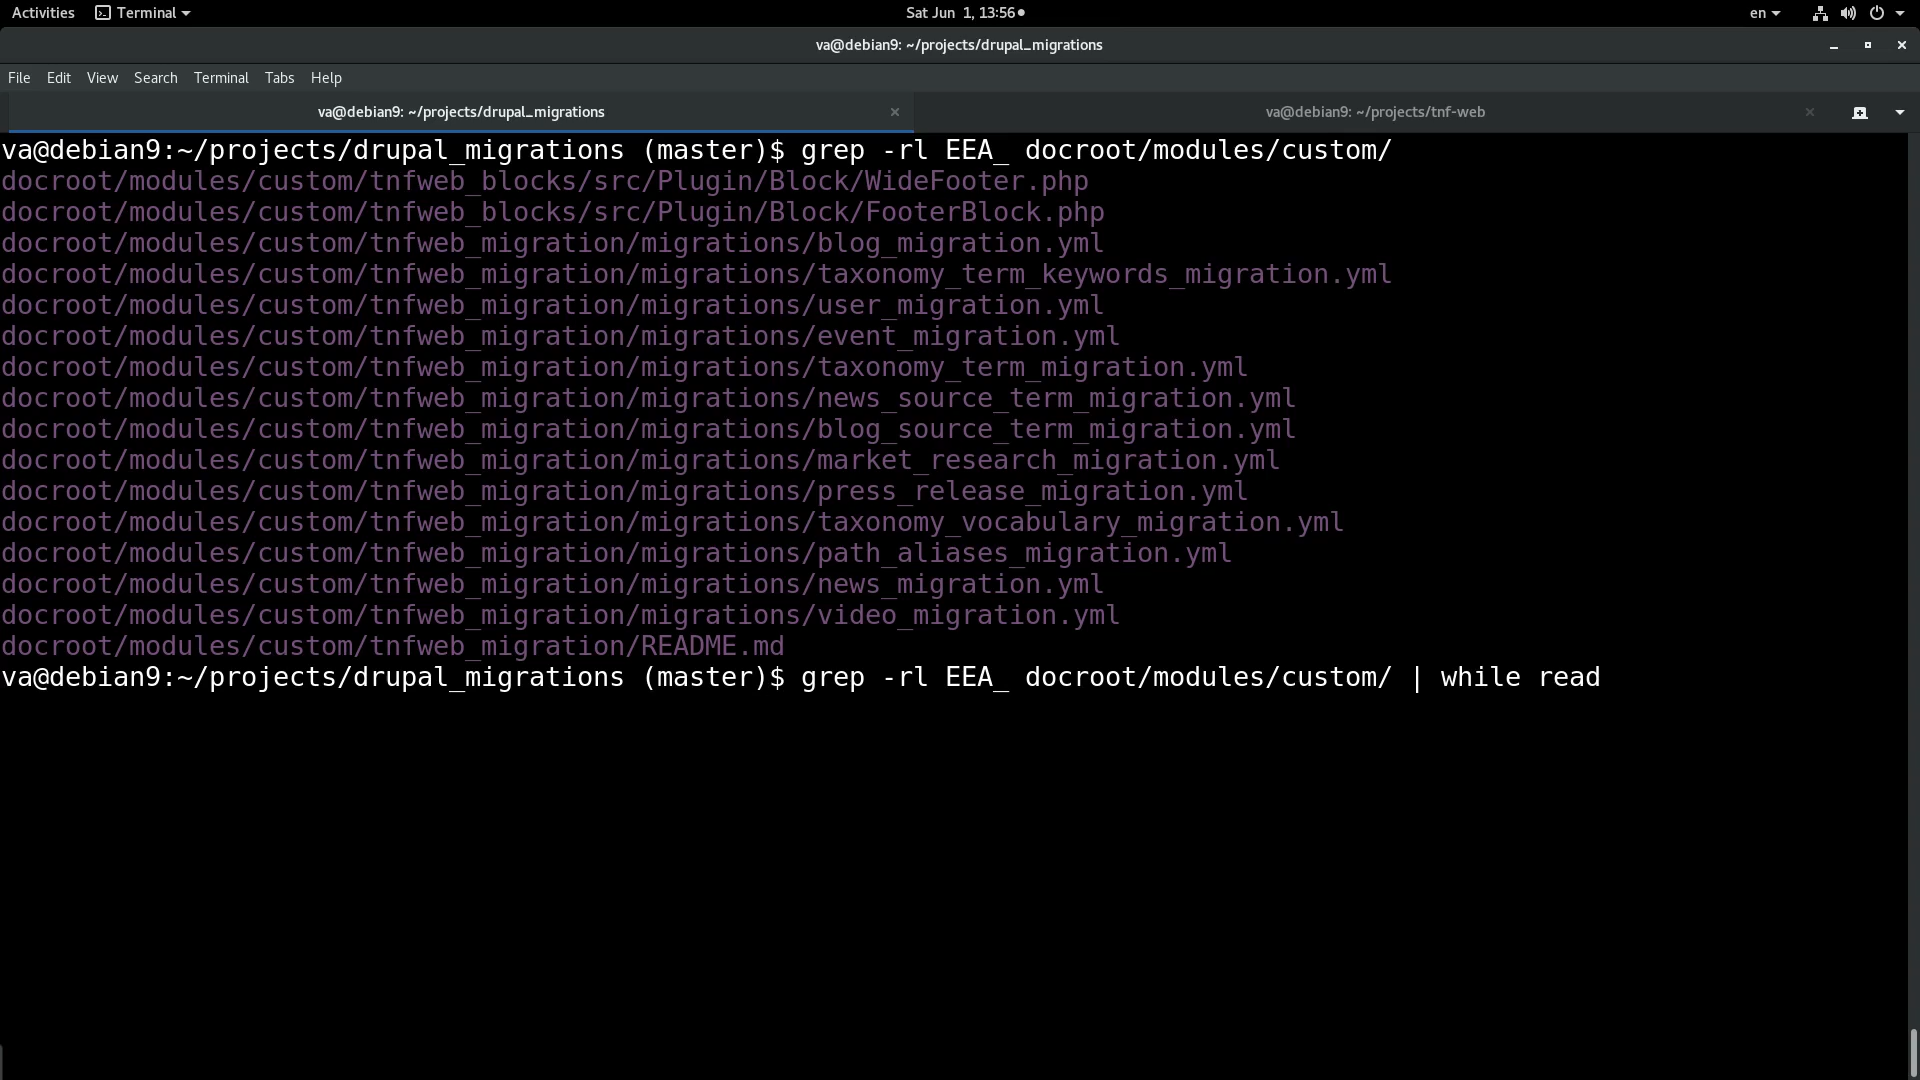 Activities Terminal Sat Jun 1, 13:56 en
va@debian9: ~/projects/drupal_migrations
File Edit View Search Terminal Tabs Help
va@debian9: ~/projects/drupal_migrations va@debian9: ~/projects/tnf-web
va@debian9:~/projects/drupal_migrations (master)$ grep -rl EEA_ docroot/modules/custom/
docroot/modules/custom/tnfweb_blocks/src/Plugin/Block/WideFooter.php
docroot/modules/custom/tnfweb_blocks/src/Plugin/Block/FooterBlock.php
docroot/modules/custom/tnfweb_migration/migrations/blog_migration.yml
docroot/modules/custom/tnfweb_migration/migrations/taxonomy_term_keywords_migration.yml
docroot/modules/custom/tnfweb_migration/migrations/user_migration.yml
docroot/modules/custom/tnfweb_migration/migrations/event_migration.yml
docroot/modules/custom/tnfweb_migration/migrations/taxonomy_term_migration.yml
docroot/modules/custom/tnfweb_migration/migrations/news_source_term_migration.yml
docroot/modules/custom/tnfweb_migration/migrations/blog_source_term_migration.yml
docroot/modules/custom/tnfweb_migration/migrations/market_research_migration.yml
docroot/modules/custom/tnfweb_migration/migrations/press_release_migration.yml
docroot/modules/custom/tnfweb_migration/migrations/taxonomy_vocabulary_migration.yml
docroot/modules/custom/tnfweb_migration/migrations/path_aliases_migration.yml
docroot/modules/custom/tnfweb_migration/migrations/news_migration.yml
docroot/modules/custom/tnfweb_migration/migrations/video_migration.yml
docroot/modules/custom/tnfweb_migration/README.md
va@debian9:~/projects/drupal_migrations (master)$ grep -rl EEA_ docroot/modules/custom/ | while read